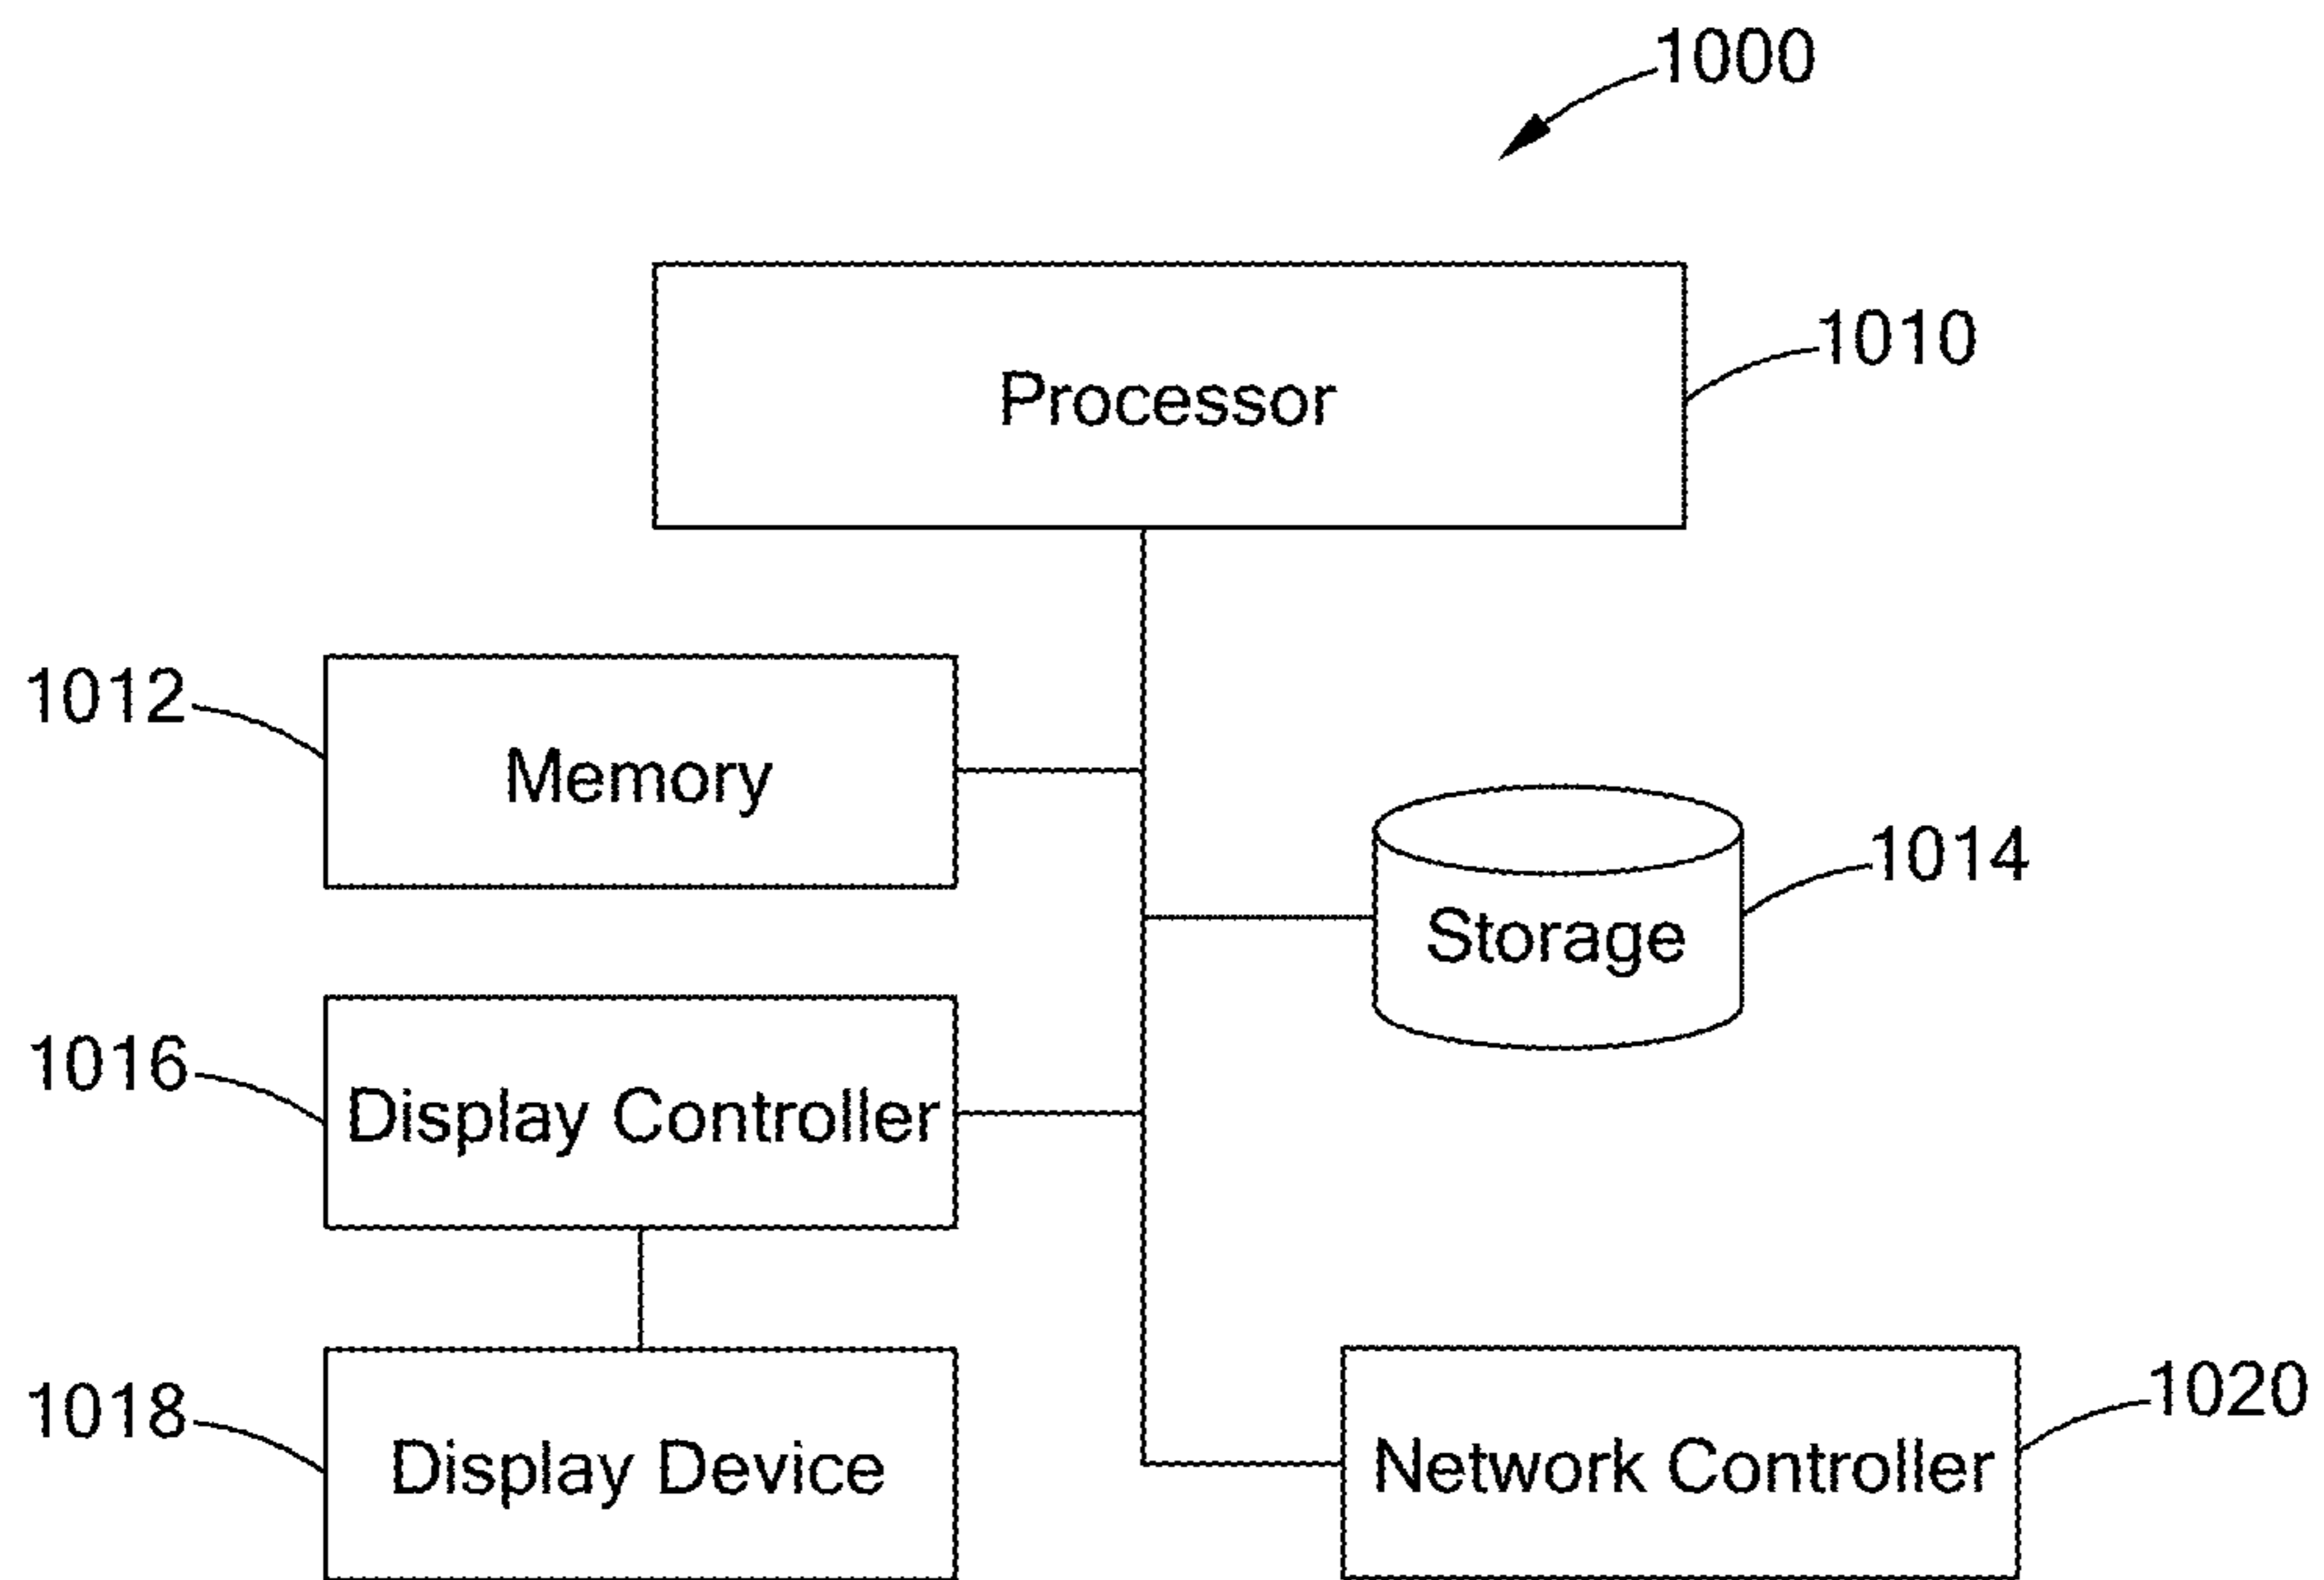 1000
1010
Processor
1012
Memory
1014
Storage
1016
Display Controller
1018
Display Device
1020
Network Controller